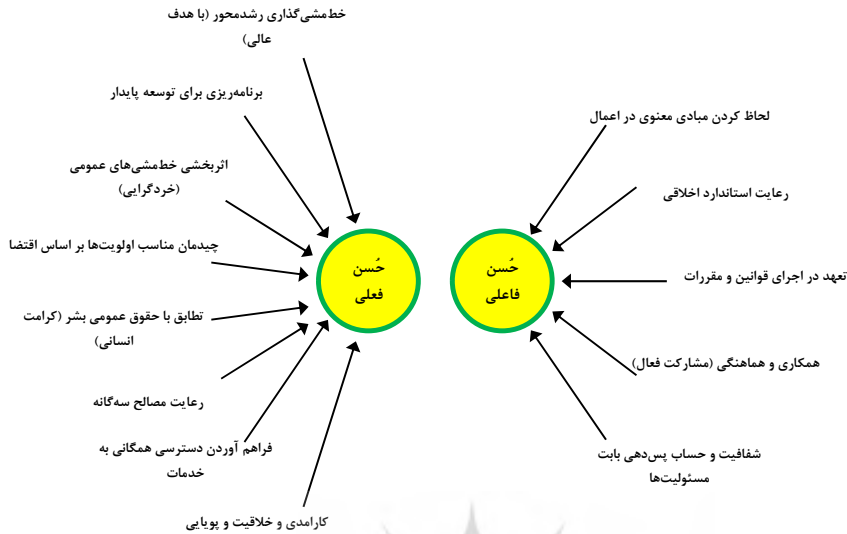 لحاظ کردن مبادی معنوی در اعمال
رعایت استاندارد اخلاقی
تعهد در اجرای قوانین و مقررات
همکاری و هماهنگی (مشارکت فعال)
شفافیت و حساب پس‌دهی بابت
مسئولیت‌ها
حُسن
فاعلی
حُسن
فعلی
خط‌مشی‌گذاری رشدمحور (با هدف
عالی)
برنامه‌ریزی برای توسعه پایدار
اثربخشی خط‌مشی‌های عمومی
(خردگرایی)
چیدمان مناسب اولویت‌ها بر اساس اقتضا
تطابق با حقوق عمومی بشر (کرامت
انسانی)
رعایت مصالح سه‌گانه
فراهم آوردن دسترسی همگانی به
خدمات
کارامدی و خلاقیت و پویایی